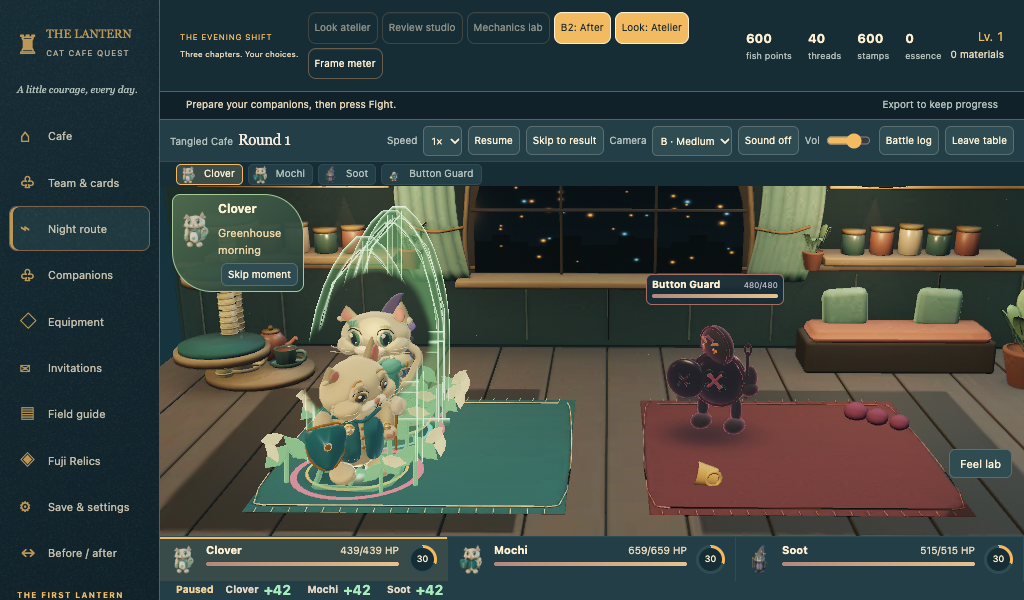 THE LANTERN
CAT CAFE QUEST
A little courage, every day.
Cafe
Team & cards
Night route
Companions
Equipment
Invitations
Field guide
Fuji Relics
Save & settings
Before / after
THE FIRST LANTERN
THE EVENING SHIFT
Three chapters. Your choices.
Look atelier
Review studio
Mechanics lab
B2: After
Look: Atelier
Frame meter
600
fish points
40
threads
600
stamps
0
essence
Lv. 1
0 materials
Prepare your companions, then press Fight.
Export to keep progress
Tangled Cafe Round 1
Speed
1x
Resume
Skip to result
Camera
B · Medium
Sound off
Vol
Battle log
Leave table
Clover
Mochi
Soot
Button Guard
Clover
Greenhouse
morning
Skip moment
Button Guard 480/480
Feel lab
Clover 439/439 HP 30
Mochi 659/659 HP 30
Soot 515/515 HP 30
Paused Clover +42 Mochi +42 Soot +42